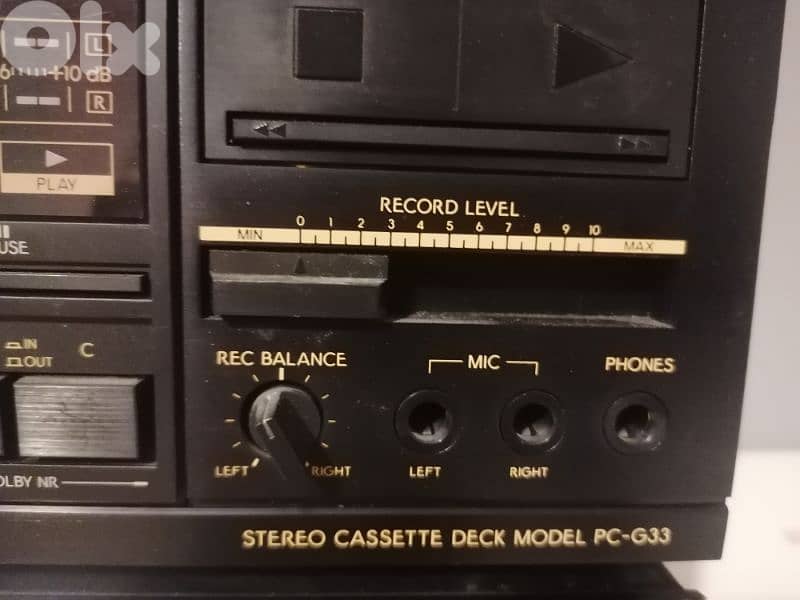 olx
L
+10 dB
R
PLAY
RECORD LEVEL
0 1 2 3 4 5 6 7 8 9 10
MIN MAX
USE
IN
OUT
C
REC BALANCE
MIC
PHONES
LEFT RIGHT
LEFT
RIGHT
OLBY NR
STEREO CASSETTE DECK MODEL PC-G33